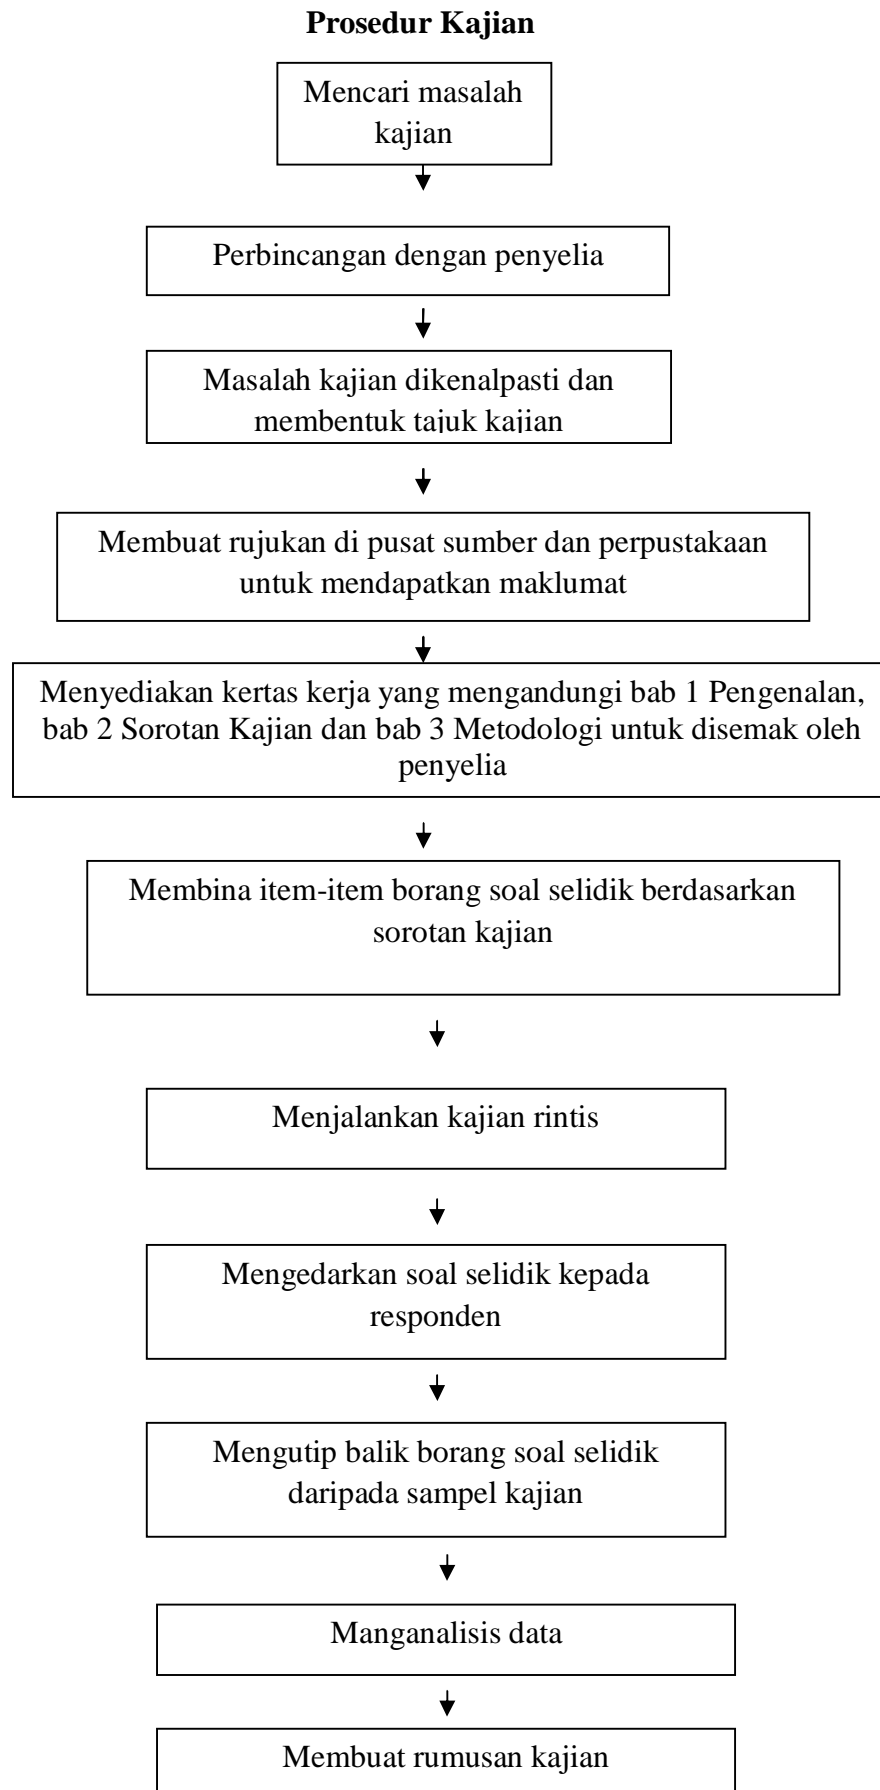 Prosedur Kajian
Mencari masalah
kajian
Perbincangan dengan penyelia
Masalah kajian dikenalpasti dan
membentuk tajuk kajian
Membuat rujukan di pusat sumber dan perpustakaan
untuk mendapatkan maklumat
Menyediakan kertas kerja yang mengandungi bab 1 Pengenalan,
bab 2 Sorotan Kajian dan bab 3 Metodologi untuk disemak oleh
penyelia
Membina item-item borang soal selidik berdasarkan
sorotan kajian
Menjalankan kajian rintis
Mengedarkan soal selidik kepada
responden
Mengutip balik borang soal selidik
daripada sampel kajian
Manganalisis data
Membuat rumusan kajian